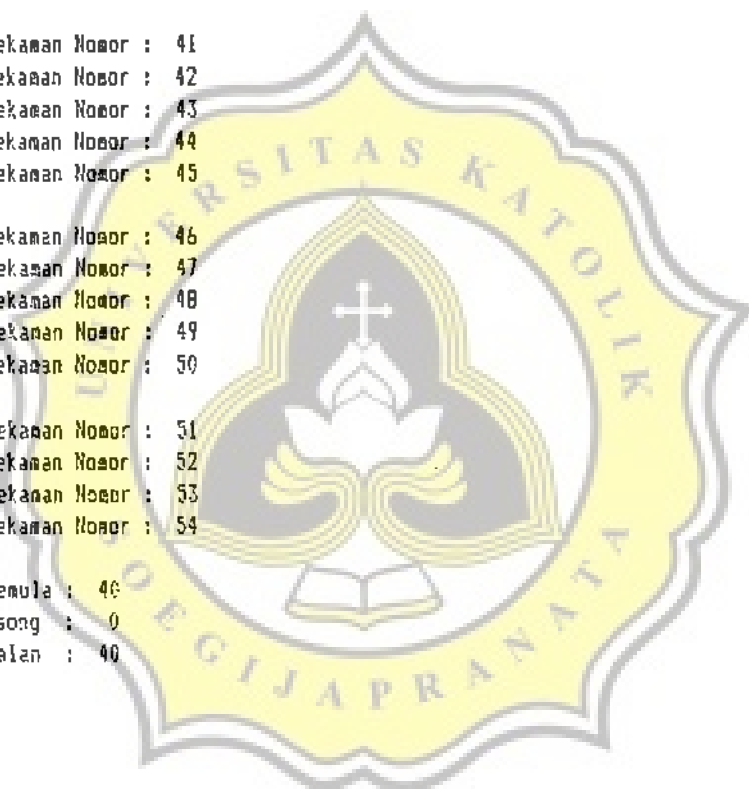 ekaman Nomor : 41
ekaman Nomor : 42
ekaman Nomor : 43
ekaman Nomor : 44
ekaman Nomor : 45
ekaman Nomor : 46
ekaman Nomor : 47
ekaman Nomor : 48
ekaman Nomor : 49
ekaman Nomor : 50
ekaman Nomor : 51
ekaman Nomor : 52
ekaman Nomor : 53
ekaman Nomor : 54
emula : 40
song : 0
alan : 40
UNIVERSITAS KATOLIK
SOEGIJAPRANATA